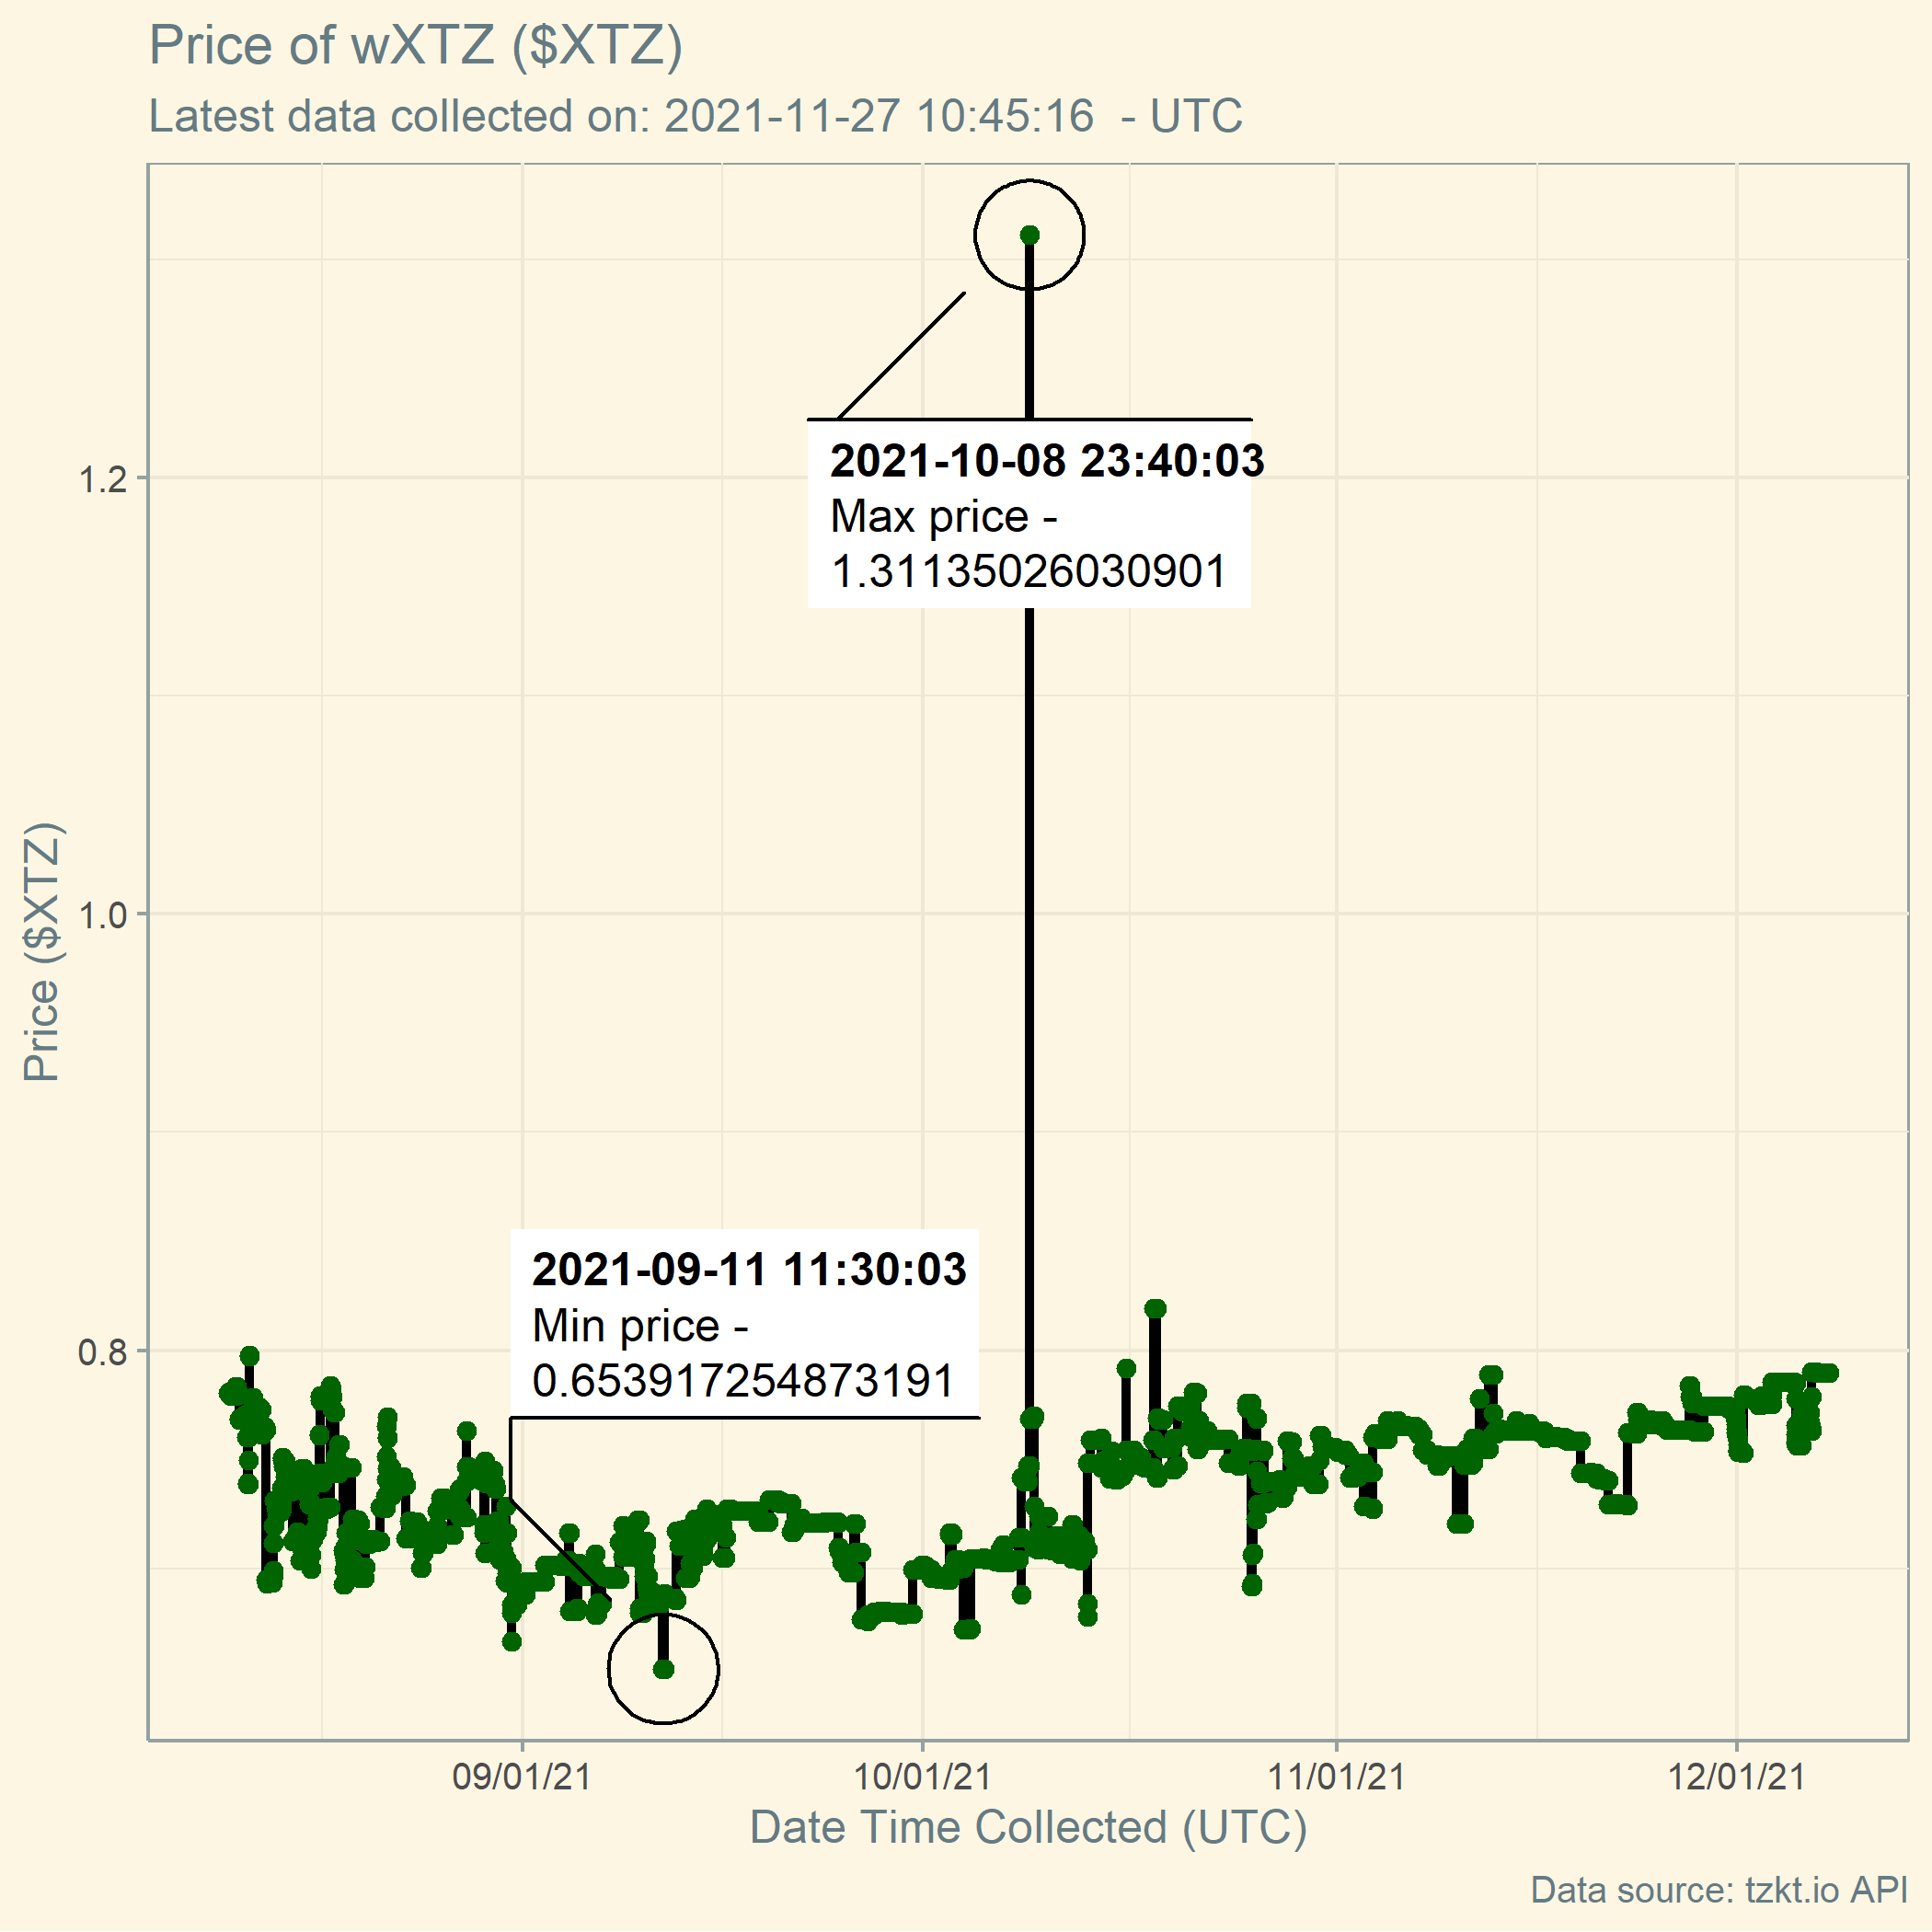 Price of wXTZ ($XTZ)
Latest data collected on: 2021-11-27 10:45:16  - UTC
2021-10-08 23:40:03
Max price -
1.31135026030901
1.2
1.0
0.8
Price ($XTZ)
2021-09-11 11:30:03
Min price -
0.653917254873191
09/01/21
10/01/21
11/01/21
12/01/21
Date Time Collected (UTC)
Data source: tzkt.io API